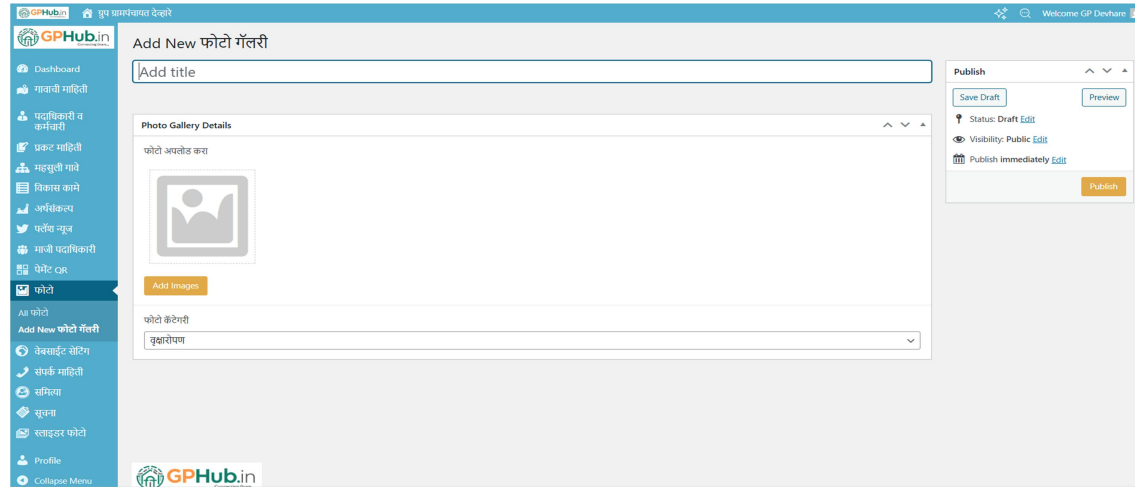 GPHub.in ग्रुप ग्रामपंचायत देव्हारे Welcome GP Devhare
GPHub.in
Dashboard
गावाची माहिती
पदाधिकारी व
कर्मचारी
प्रकट माहिती
महसुली गावे
विकास कामे
अर्थसंकल्प
फ्लॅश न्यूज
माजी पदाधिकारी
पेमेंट QR
फोटो
All फोटो
Add New फोटो गॅलरी
वेबसाईट सेटिंग
संपर्क माहिती
समित्या
सूचना
स्लाइडर फोटो
Profile
Collapse Menu
Add New फोटो गॅलरी
Add title
Photo Gallery Details
फोटो अपलोड करा
Add Images
फोटो कॅटेगरी
वृक्षारोपण
Publish
Save Draft Preview
Status: Draft Edit
Visibility: Public Edit
Publish immediately Edit
Publish
GPHub.in